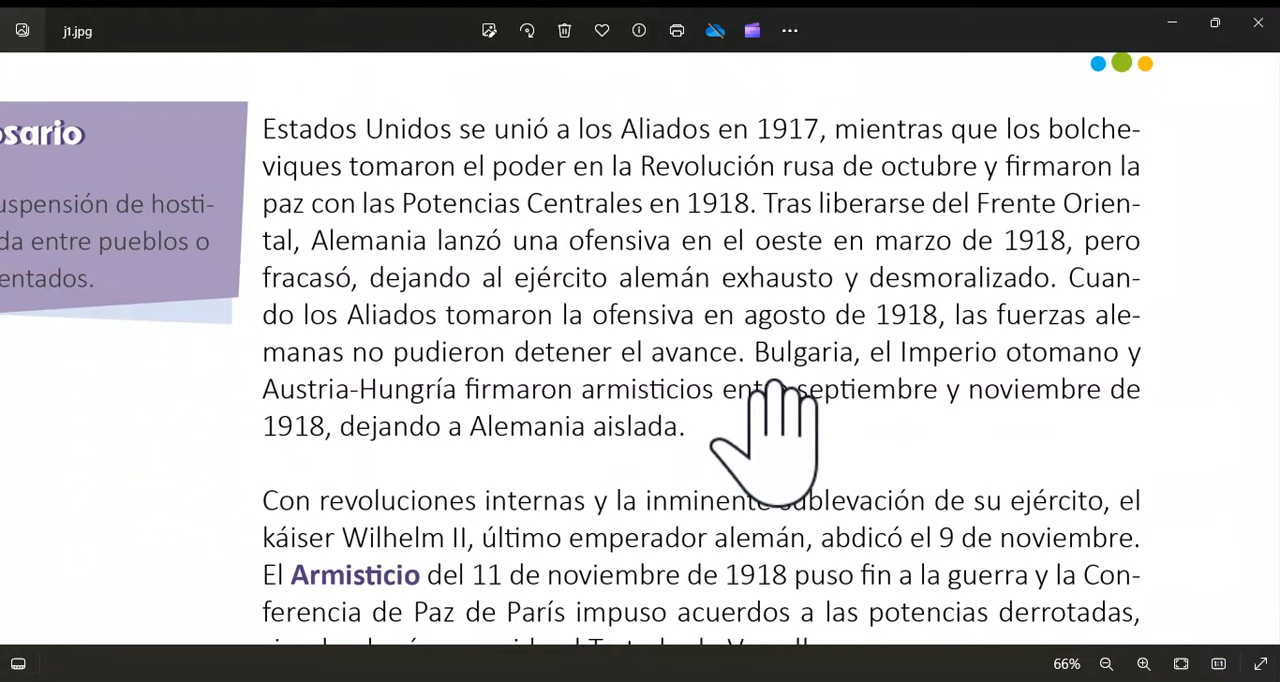 j1.jpg
osario
uspensión de hosti-
da entre pueblos o
entados.
Estados Unidos se unió a los Aliados en 1917, mientras que los bolche-
viques tomaron el poder en la Revolución rusa de octubre y firmaron la
paz con las Potencias Centrales en 1918. Tras liberarse del Frente Orien-
tal, Alemania lanzó una ofensiva en el oeste en marzo de 1918, pero
fracasó, dejando al ejército alemán exhausto y desmoralizado. Cuan-
do los Aliados tomaron la ofensiva en agosto de 1918, las fuerzas ale-
manas no pudieron detener el avance. Bulgaria, el Imperio otomano y
Austria-Hungría firmaron armisticios entre septiembre y noviembre de
1918, dejando a Alemania aislada.
Con revoluciones internas y la inminente sublevación de su ejército, el
káiser Wilhelm II, último emperador alemán, abdicó el 9 de noviembre.
El Armisticio del 11 de noviembre de 1918 puso fin a la guerra y la Con-
ferencia de Paz de París impuso acuerdos a las potencias derrotadas,
66%